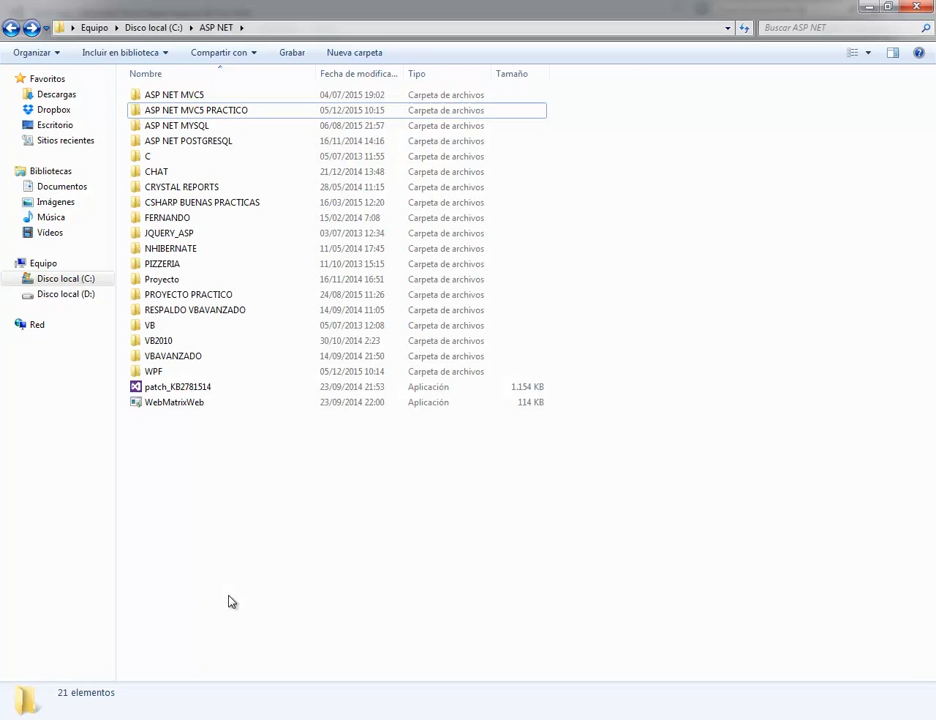 Equipo Disco local (C:) ASP NET Buscar ASP NET
Organizar Incluir en biblioteca Compartir con Grabar Nueva carpeta
Favoritos
Descargas
Dropbox
Escritorio
Sitios recientes
Bibliotecas
Documentos
Imágenes
Música
Vídeos
Equipo
Disco local (C:)
Disco local (D:)
Red
Nombre Fecha de modifica... Tipo Tamaño
ASP NET MVC5 04/07/2015 19:02 Carpeta de archivos
ASP NET MVC5 PRACTICO 05/12/2015 10:15 Carpeta de archivos
ASP NET MYSQL 06/08/2015 21:57 Carpeta de archivos
ASP NET POSTGRESQL 16/11/2014 14:16 Carpeta de archivos
C 05/07/2013 11:55 Carpeta de archivos
CHAT 21/12/2014 13:48 Carpeta de archivos
CRYSTAL REPORTS 28/05/2014 11:15 Carpeta de archivos
CSHARP BUENAS PRACTICAS 16/03/2015 12:20 Carpeta de archivos
FERNANDO 15/02/2014 7:08 Carpeta de archivos
JQUERY_ASP 03/07/2013 12:34 Carpeta de archivos
NHIBERNATE 11/05/2014 17:45 Carpeta de archivos
PIZZERIA 11/10/2013 15:15 Carpeta de archivos
Proyecto 16/11/2014 16:51 Carpeta de archivos
PROYECTO PRACTICO 24/08/2015 11:26 Carpeta de archivos
RESPALDO VBAVANZADO 14/09/2014 11:05 Carpeta de archivos
VB 05/07/2013 12:08 Carpeta de archivos
VB2010 30/10/2014 2:23 Carpeta de archivos
VBAVANZADO 14/09/2014 21:50 Carpeta de archivos
WPF 05/12/2015 10:14 Carpeta de archivos
patch_KB2781514 23/09/2014 21:53 Aplicación 1.154 KB
WebMatrixWeb 23/09/2014 22:00 Aplicación 114 KB
21 elementos